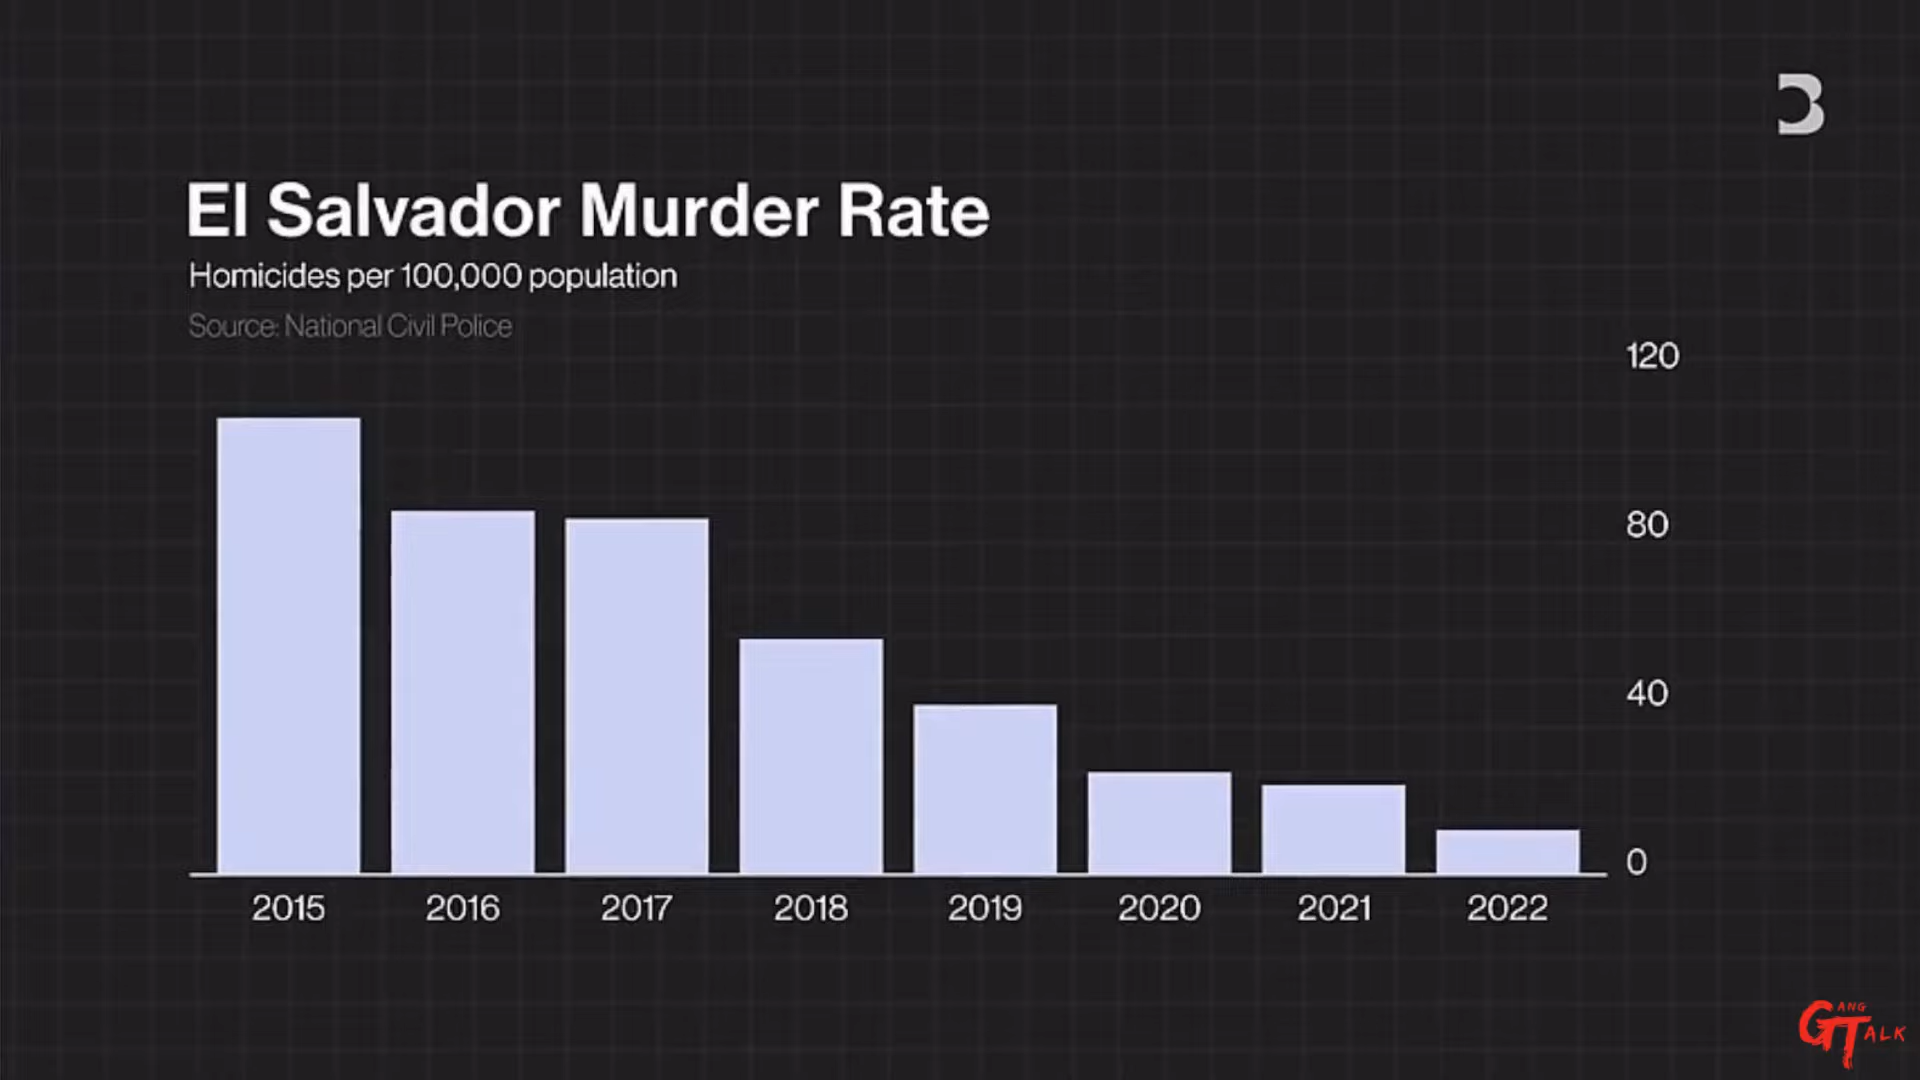 3
El Salvador Murder Rate
Homicides per 100,000 population
Source: National Civil Police
120
80
40
0
2015 2016 2017 2018 2019 2020 2021 2022
GANG
TALK